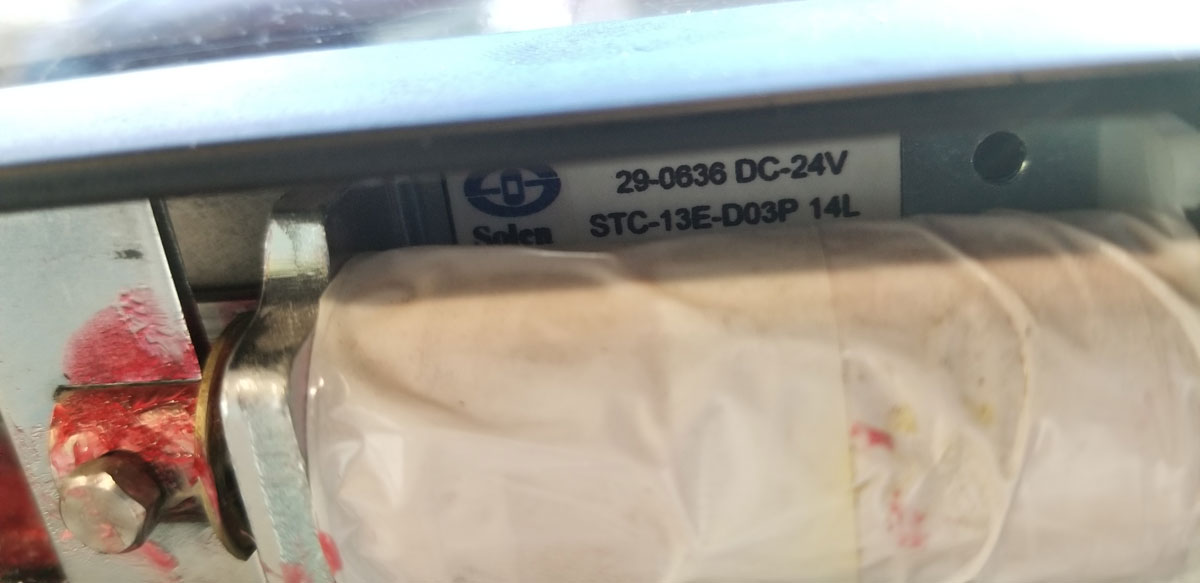 29-0636 DC-24V
STC-13E-D03P 14L
Solen